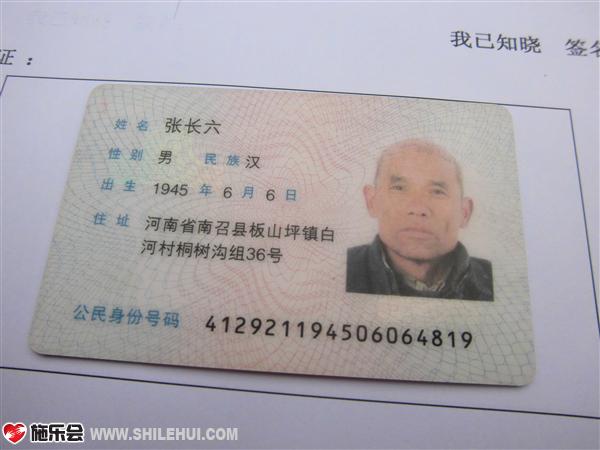 我已知晓 签名
证：
姓名 张长六
性别 男 民族 汉
出生 1945 年 6 月 6 日
住址 河南省南召县板山坪镇白
河村桐树沟组36号
公民身份号码 412921194506064819
施乐会 WWW.SHILEHUI.COM